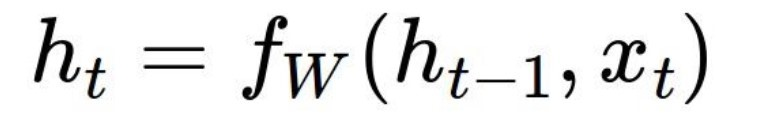 h_t = f_W(h_{t-1}, x_t)